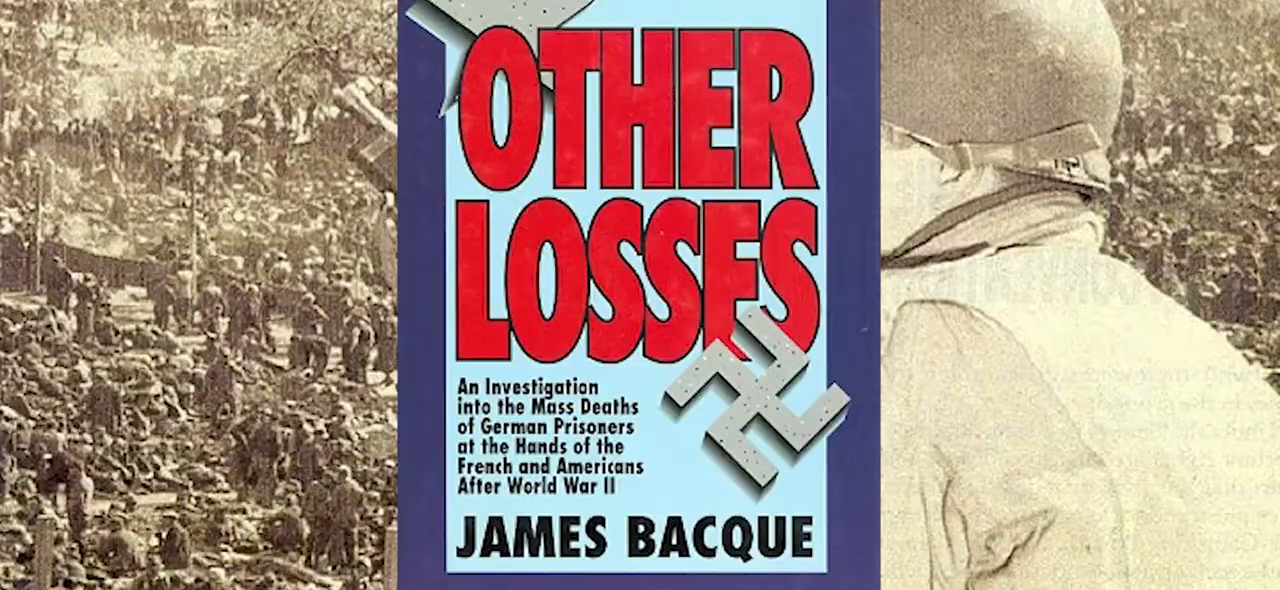 OTHER
LOSSES
An Investigation
into the Mass Deaths
of German Prisoners
at the Hands of the
French and Americans
After World War II
JAMES BACQUE